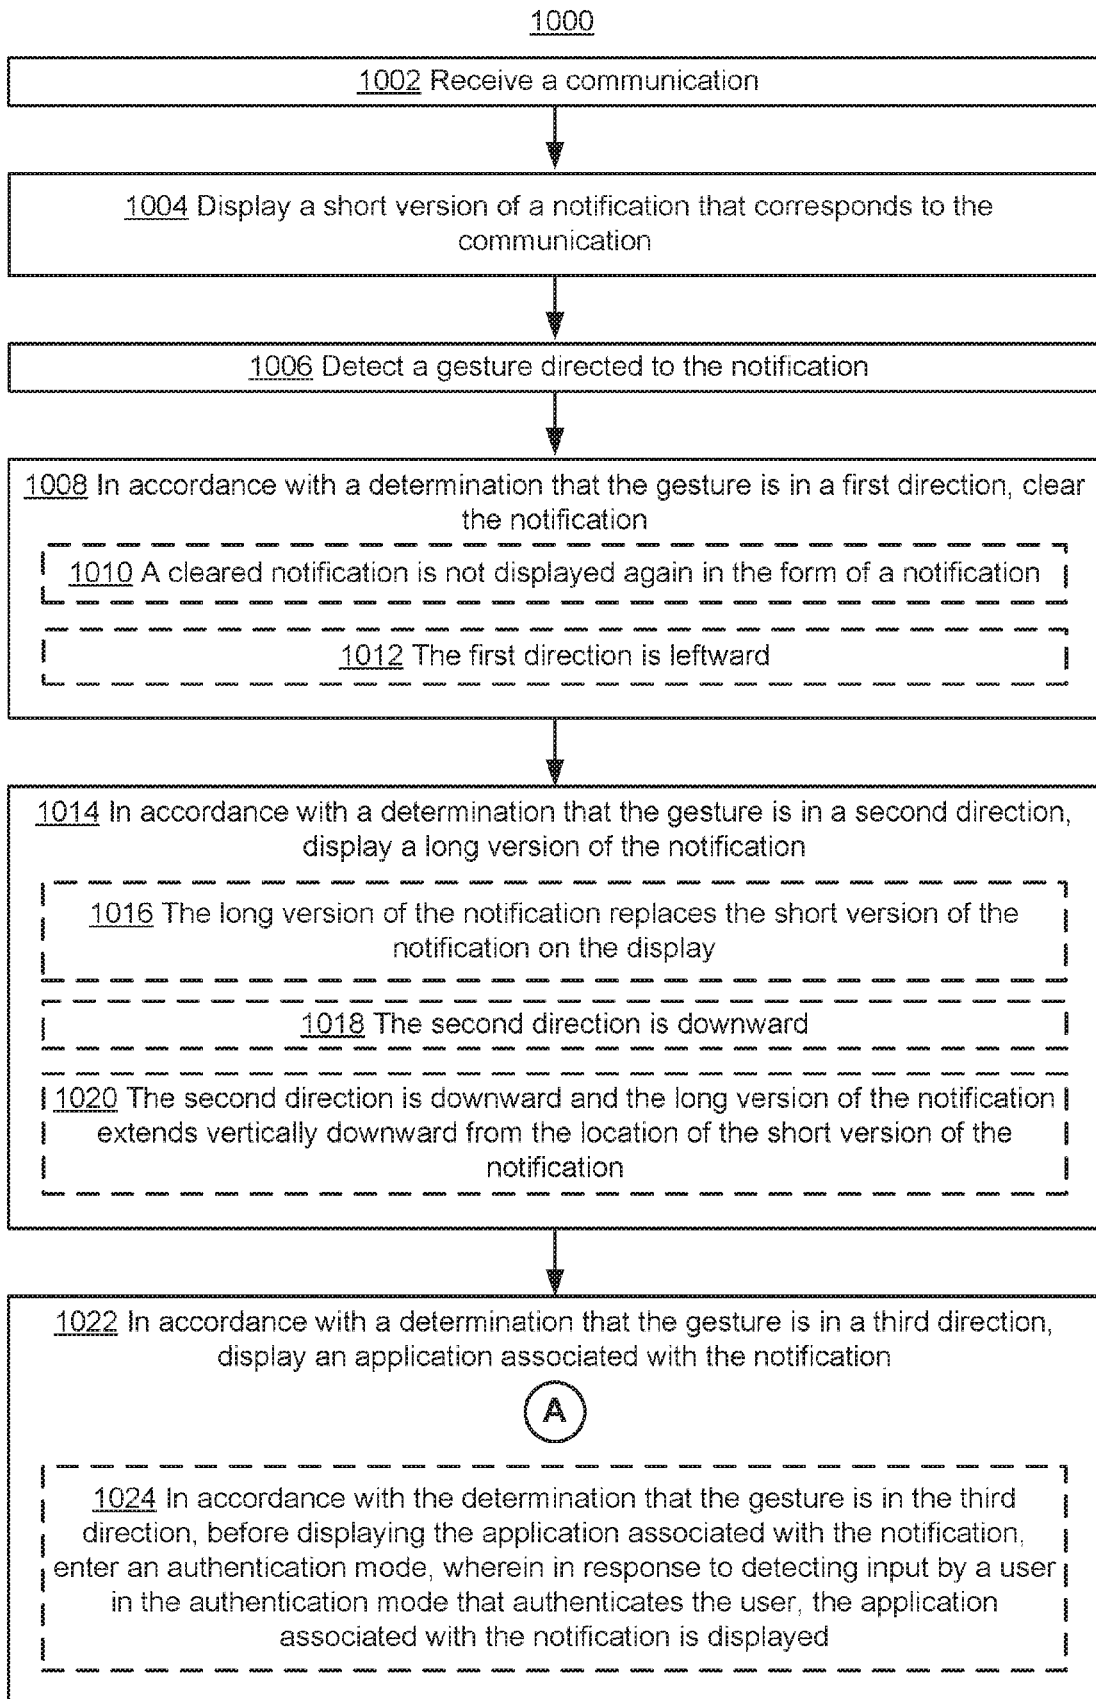 1000
1002 Receive a communication
1004 Display a short version of a notification that corresponds to the
communication
1006 Detect a gesture directed to the notification
1008 In accordance with a determination that the gesture is in a first direction, clear
the notification
1010 A cleared notification is not displayed again in the form of a notification
1012 The first direction is leftward
1014 In accordance with a determination that the gesture is in a second direction,
display a long version of the notification
1016 The long version of the notification replaces the short version of the
notification on the display
1018 The second direction is downward
1020 The second direction is downward and the long version of the notification
extends vertically downward from the location of the short version of the
notification
1022 In accordance with a determination that the gesture is in a third direction,
display an application associated with the notification
A
1024 In accordance with the determination that the gesture is in the third
direction, before displaying the application associated with the notification,
enter an authentication mode, wherein in response to detecting input by a user
in the authentication mode that authenticates the user, the application
associated with the notification is displayed